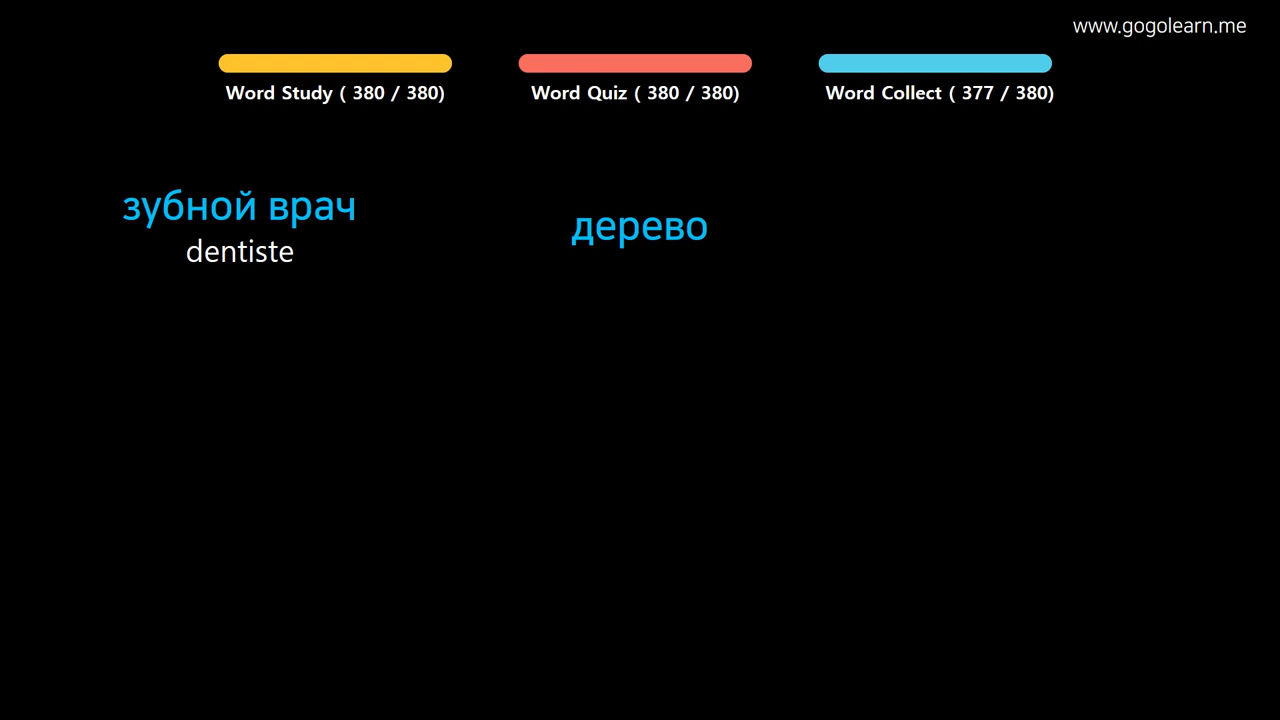 www.gogolearn.me
Word Study ( 380 / 380)
Word Quiz ( 380 / 380)
Word Collect ( 377 / 380)
зубной врач
dentiste
дерево